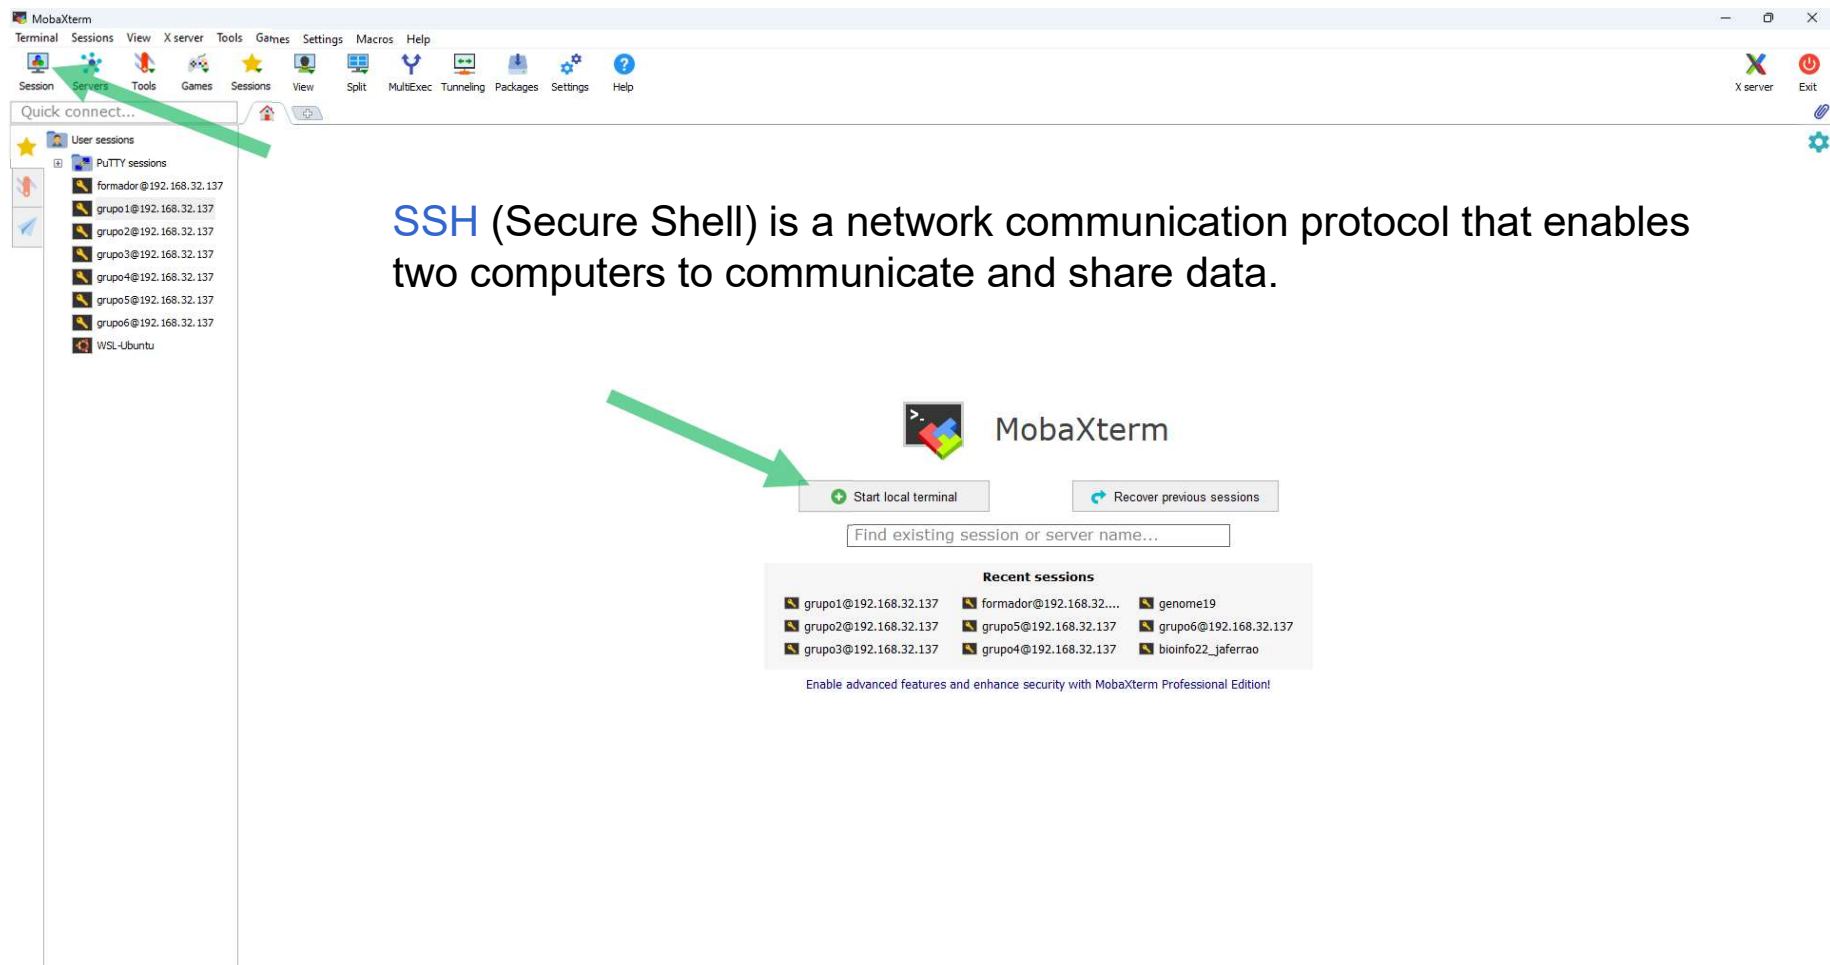 MobaXterm
Terminal Sessions View X server Tools Games Settings Macros Help
Session Servers Tools Games Sessions View Split MultiExec Tunneling Packages Settings Help X server Exit
Quick connect...
User sessions
PuTTY sessions
formador@192.168.32.137
grupo1@192.168.32.137
grupo2@192.168.32.137
grupo3@192.168.32.137
grupo4@192.168.32.137
grupo5@192.168.32.137
grupo6@192.168.32.137
WSL-Ubuntu
SSH (Secure Shell) is a network communication protocol that enables
two computers to communicate and share data.
MobaXterm
Start local terminal Recover previous sessions
Find existing session or server name...
Recent sessions
grupo1@192.168.32.137 formador@192.168.32.... genome19
grupo2@192.168.32.137 grupo5@192.168.32.137 grupo6@192.168.32.137
grupo3@192.168.32.137 grupo4@192.168.32.137 bioinfo22_jaferrao
Enable advanced features and enhance security with MobaXterm Professional Edition!